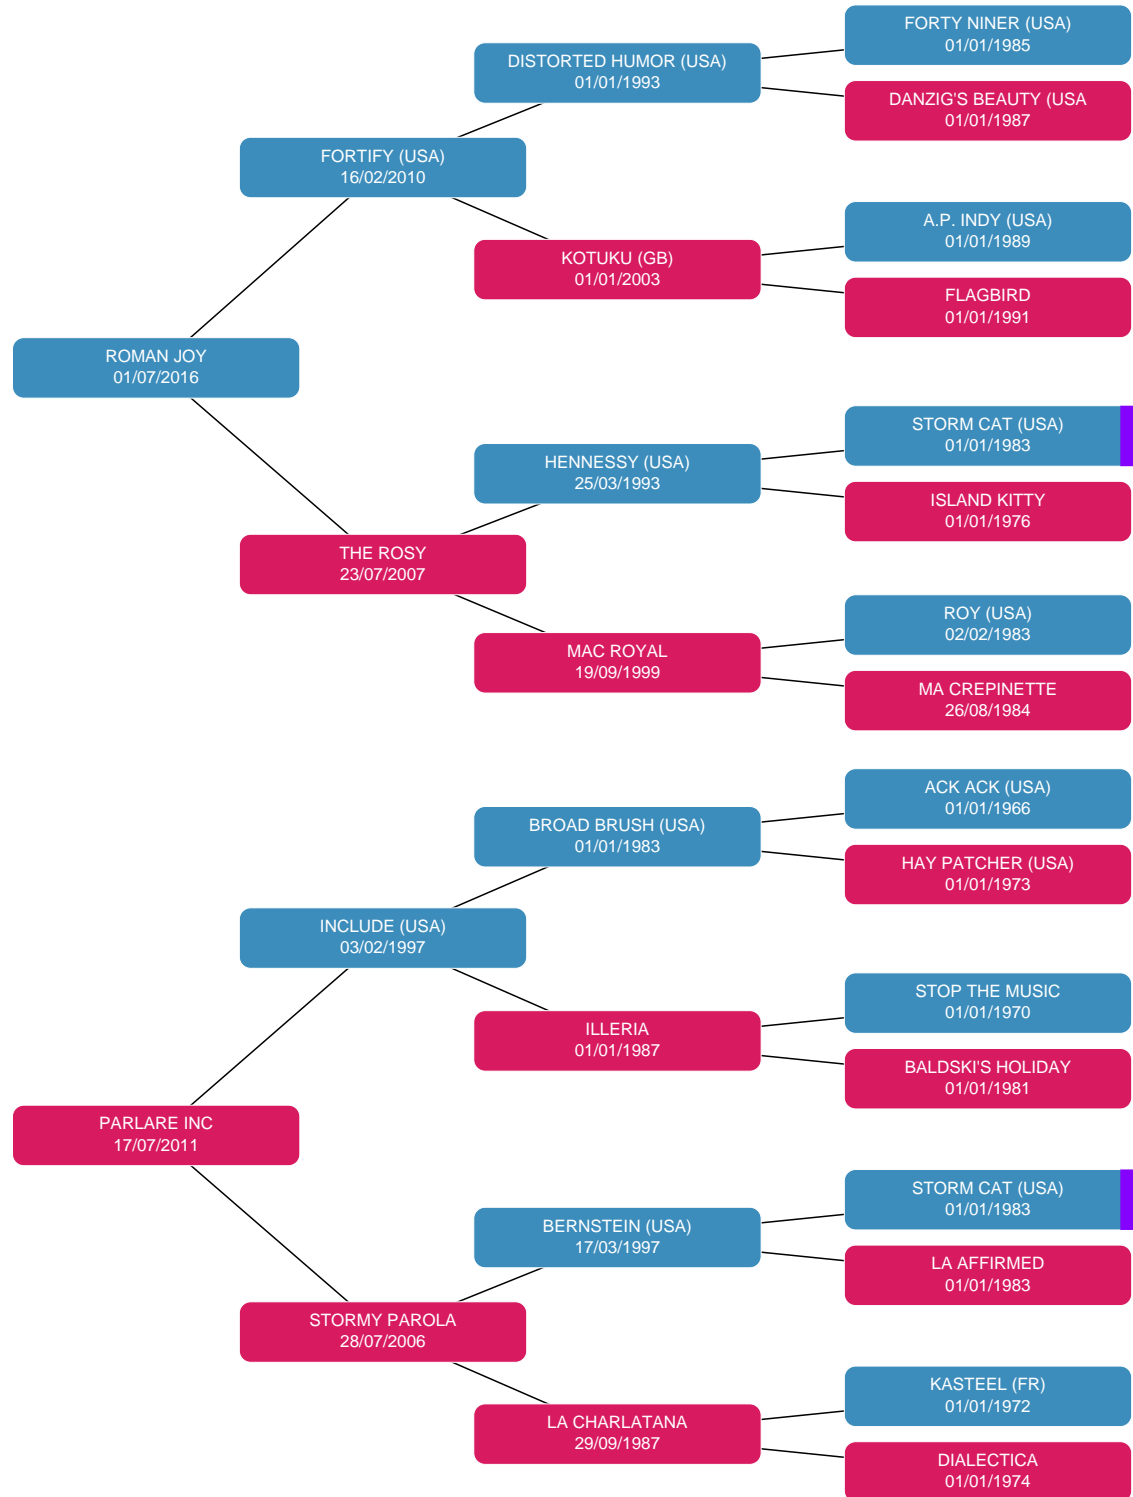 FORTY NINER (USA)
01/01/1985
DISTORTED HUMOR (USA)
01/01/1993
DANZIG'S BEAUTY (USA
01/01/1987
FORTIFY (USA)
16/02/2010
A.P. INDY (USA)
01/01/1989
KOTUKU (GB)
01/01/2003
FLAGBIRD
01/01/1991
ROMAN JOY
01/07/2016
STORM CAT (USA)
01/01/1983
HENNESSY (USA)
25/03/1993
ISLAND KITTY
01/01/1976
THE ROSY
23/07/2007
ROY (USA)
02/02/1983
MAC ROYAL
19/09/1999
MA CREPINETTE
26/08/1984
ACK ACK (USA)
01/01/1966
BROAD BRUSH (USA)
01/01/1983
HAY PATCHER (USA)
01/01/1973
INCLUDE (USA)
03/02/1997
STOP THE MUSIC
01/01/1970
ILLERIA
01/01/1987
BALDSKI'S HOLIDAY
01/01/1981
PARLARE INC
17/07/2011
STORM CAT (USA)
01/01/1983
BERNSTEIN (USA)
17/03/1997
LA AFFIRMED
01/01/1983
STORMY PAROLA
28/07/2006
KASTEEL (FR)
01/01/1972
LA CHARLATANA
29/09/1987
DIALECTICA
01/01/1974